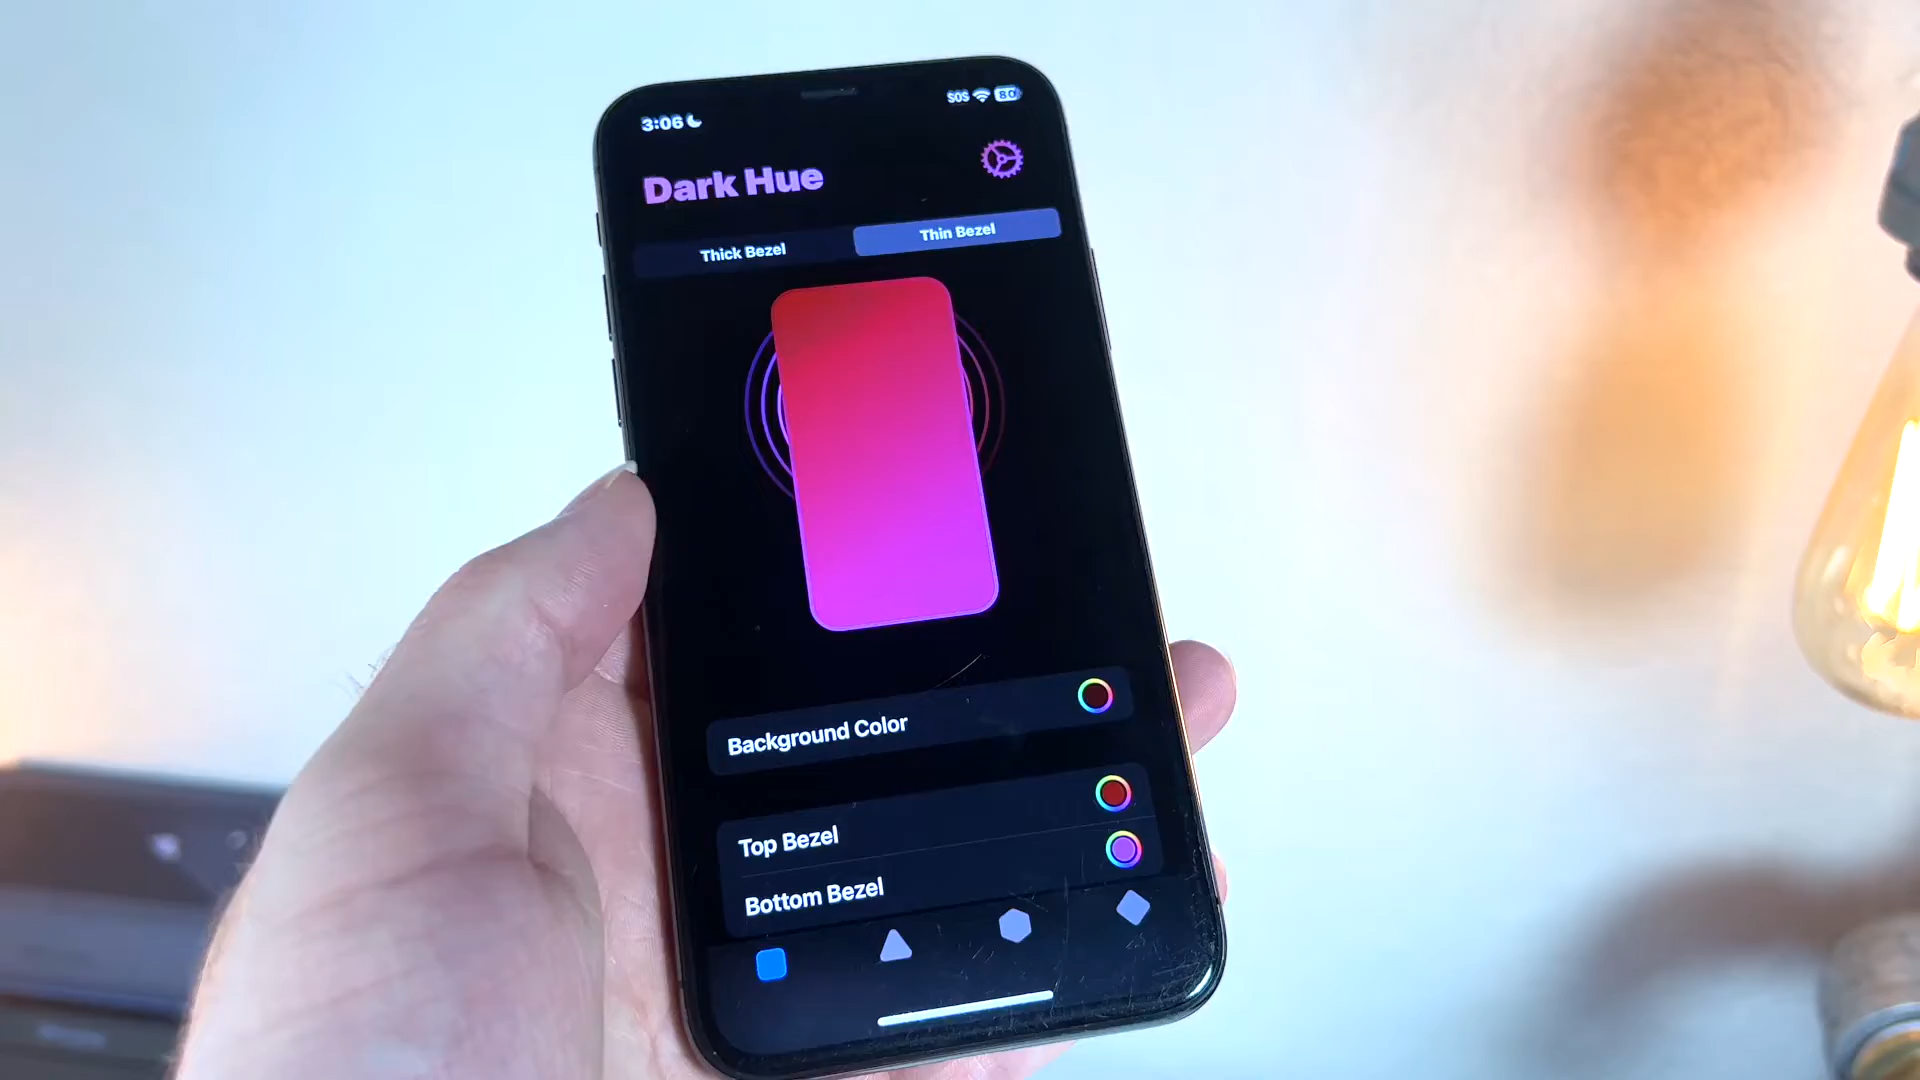 3:06
SOS 80
Dark Hue
Thick Bezel
Thin Bezel
Background Color
Top Bezel
Bottom Bezel